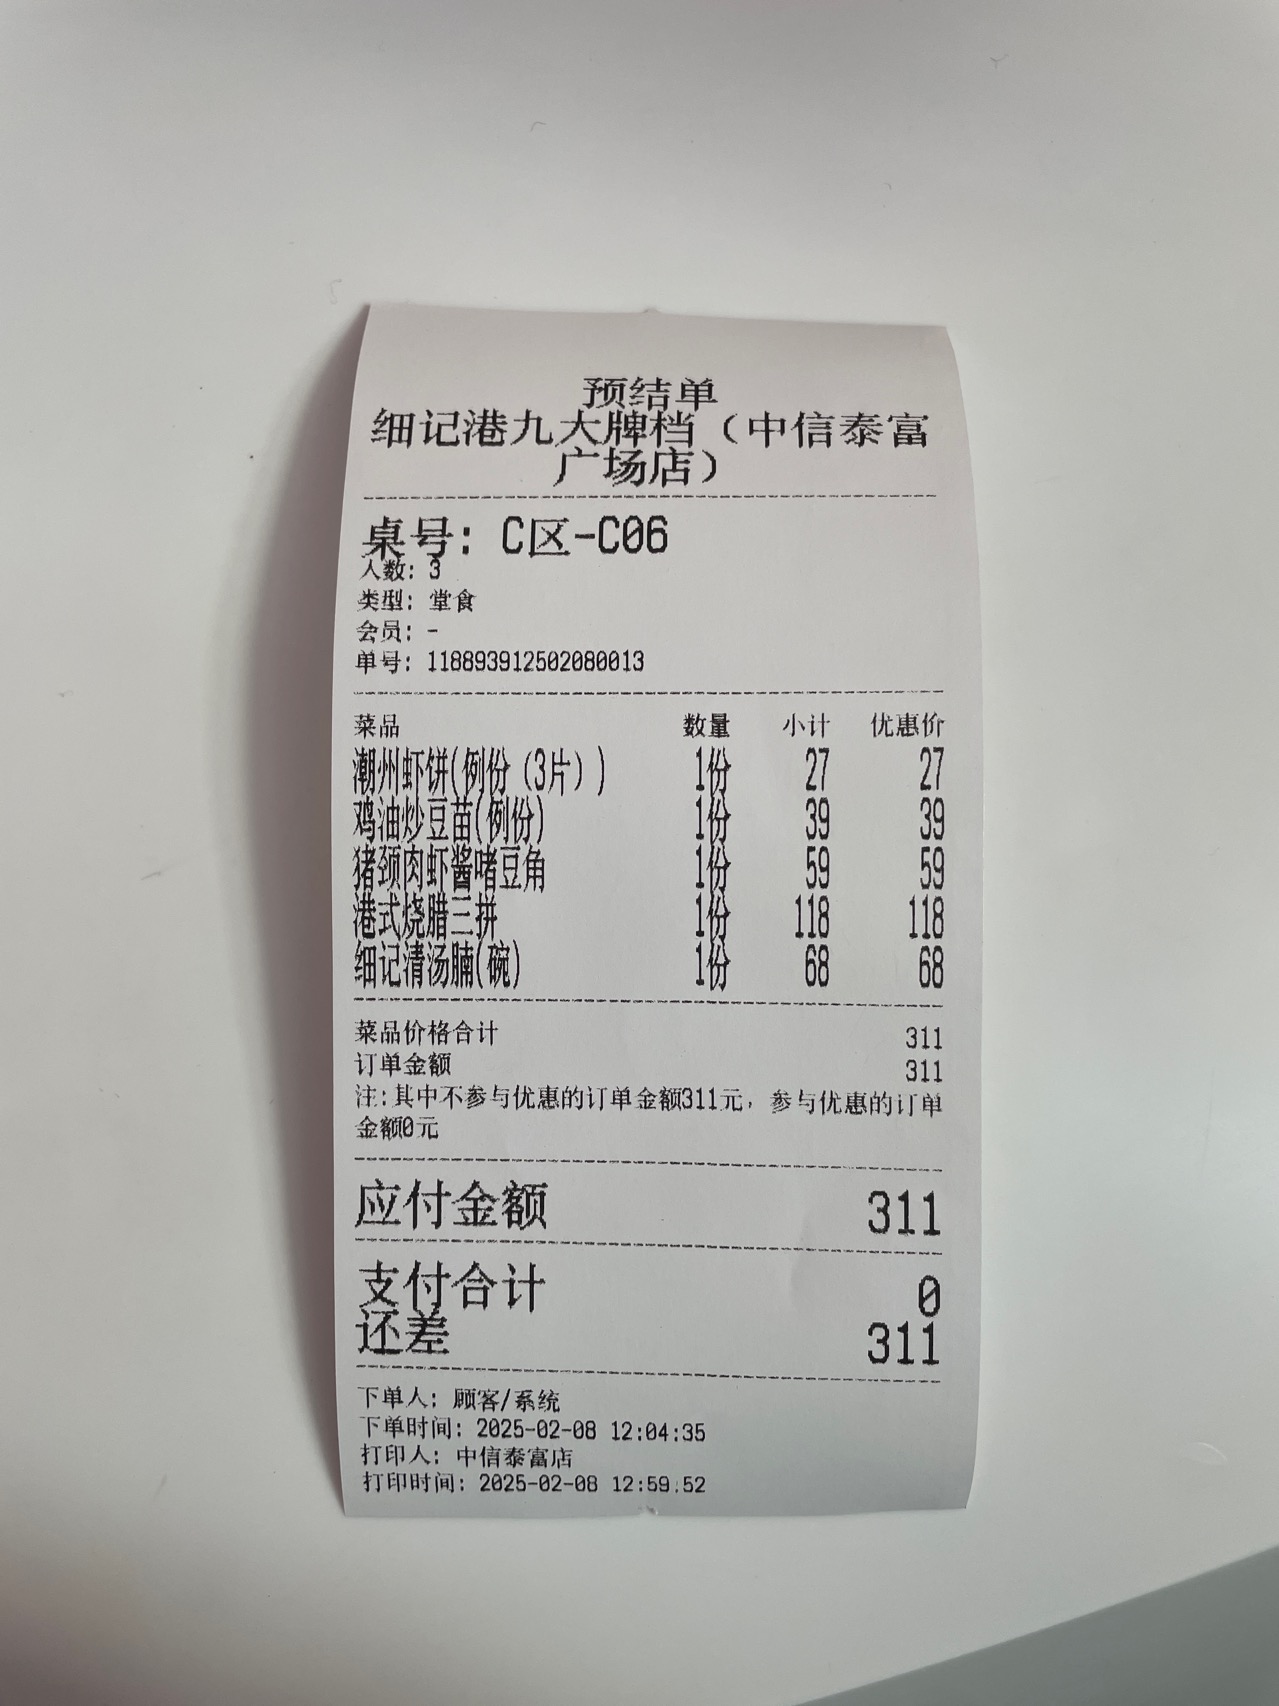 预结单
细记港九大牌档（中信泰富
广场店）
桌号: C区-C06
人数: 3
类型: 堂食
会员: -
单号: 118893912502080013
菜品 数量 小计 优惠价
潮州虾饼(例份（3片）) 1份 27 27
鸡油炒豆苗(例份) 1份 39 39
猪颈肉虾酱啫豆角 1份 59 59
港式烧腊三拼 1份 118 118
细记清汤腩(碗) 1份 68 68
菜品价格合计 311
订单金额 311
注:其中不参与优惠的订单金额311元，参与优惠的订单
金额0元
应付金额 311
支付合计 0
还差 311
下单人: 顾客/系统
下单时间: 2025-02-08 12:04:35
打印人: 中信泰富店
打印时间: 2025-02-08 12:59:52